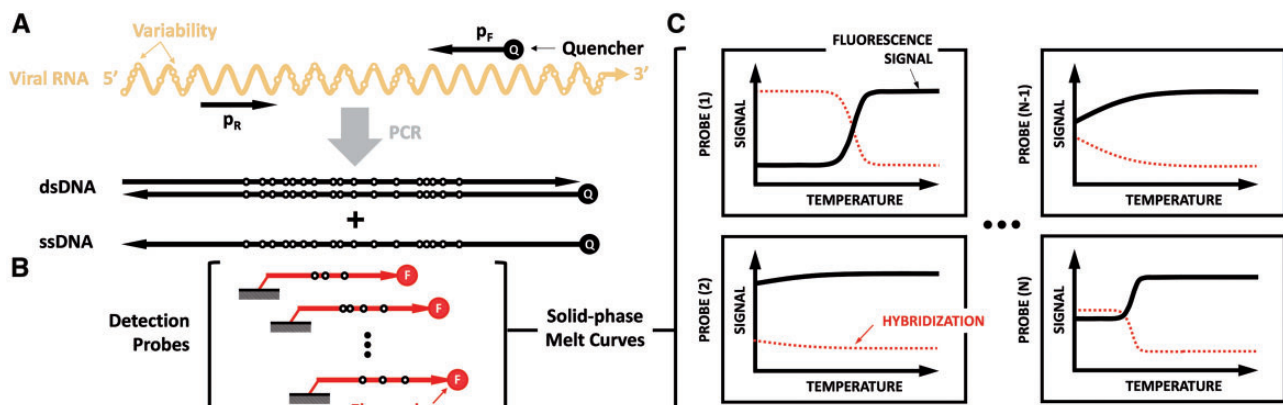 A
Variability
Viral RNA
5’
3’
pF
Q
Quencher
pR
PCR
dsDNA
Q
+
ssDNA
Q
B
Detection
Probes
F
F
F
Solid-phase
Melt Curves
C
PROBE (1)
SIGNAL
FLUORESCENCE
SIGNAL
TEMPERATURE
PROBE (N-1)
SIGNAL
TEMPERATURE
PROBE (2)
SIGNAL
HYBRIDIZATION
TEMPERATURE
PROBE (N)
SIGNAL
TEMPERATURE